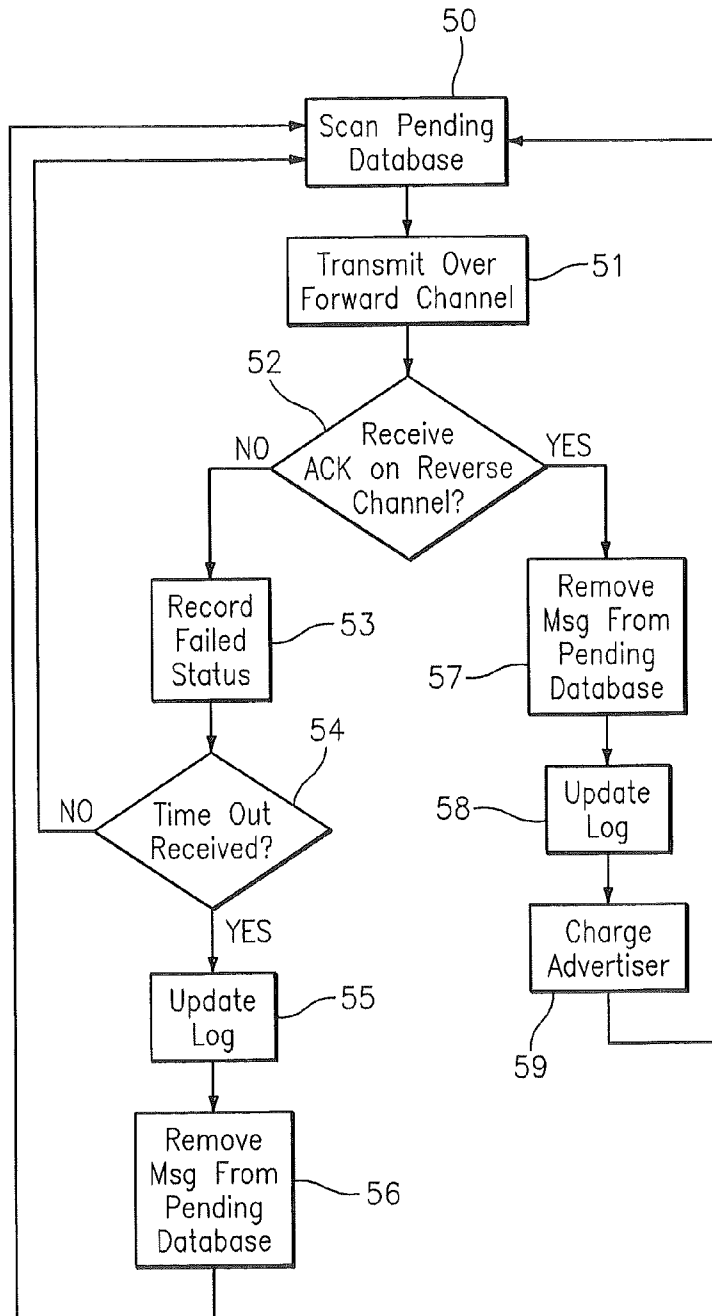 50
Scan Pending
Database
Transmit Over
Forward Channel
51
52
NO
Receive
ACK on Reverse
Channel?
YES
Record
Failed
Status
53
Remove
Msg From
Pending
Database
57
54
NO
Time Out
Received?
YES
58
Update
Log
Charge
Advertiser
59
Update
Log
55
Remove
Msg From
Pending
Database
56